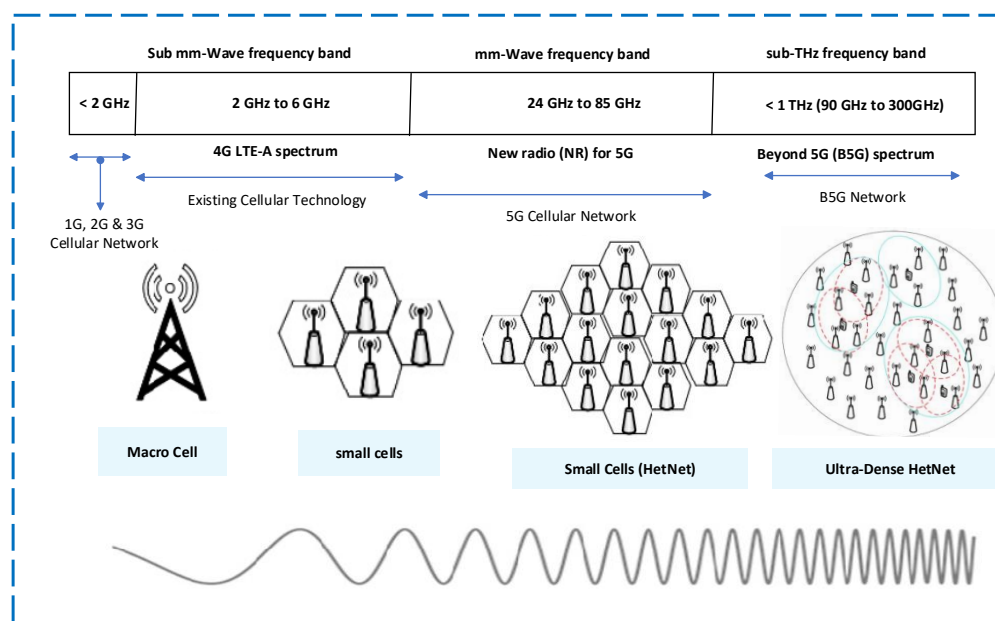 Sub mm-Wave frequency band
mm-Wave frequency band
sub-THz frequency band
< 2 GHz
2 GHz to 6 GHz
24 GHz to 85 GHz
< 1 THz (90 GHz to 300GHz)
4G LTE-A spectrum
New radio (NR) for 5G
Beyond 5G (B5G) spectrum
Existing Cellular Technology
5G Cellular Network
B5G Network
1G, 2G & 3G
Cellular Network
Macro Cell
small cells
Small Cells (HetNet)
Ultra-Dense HetNet